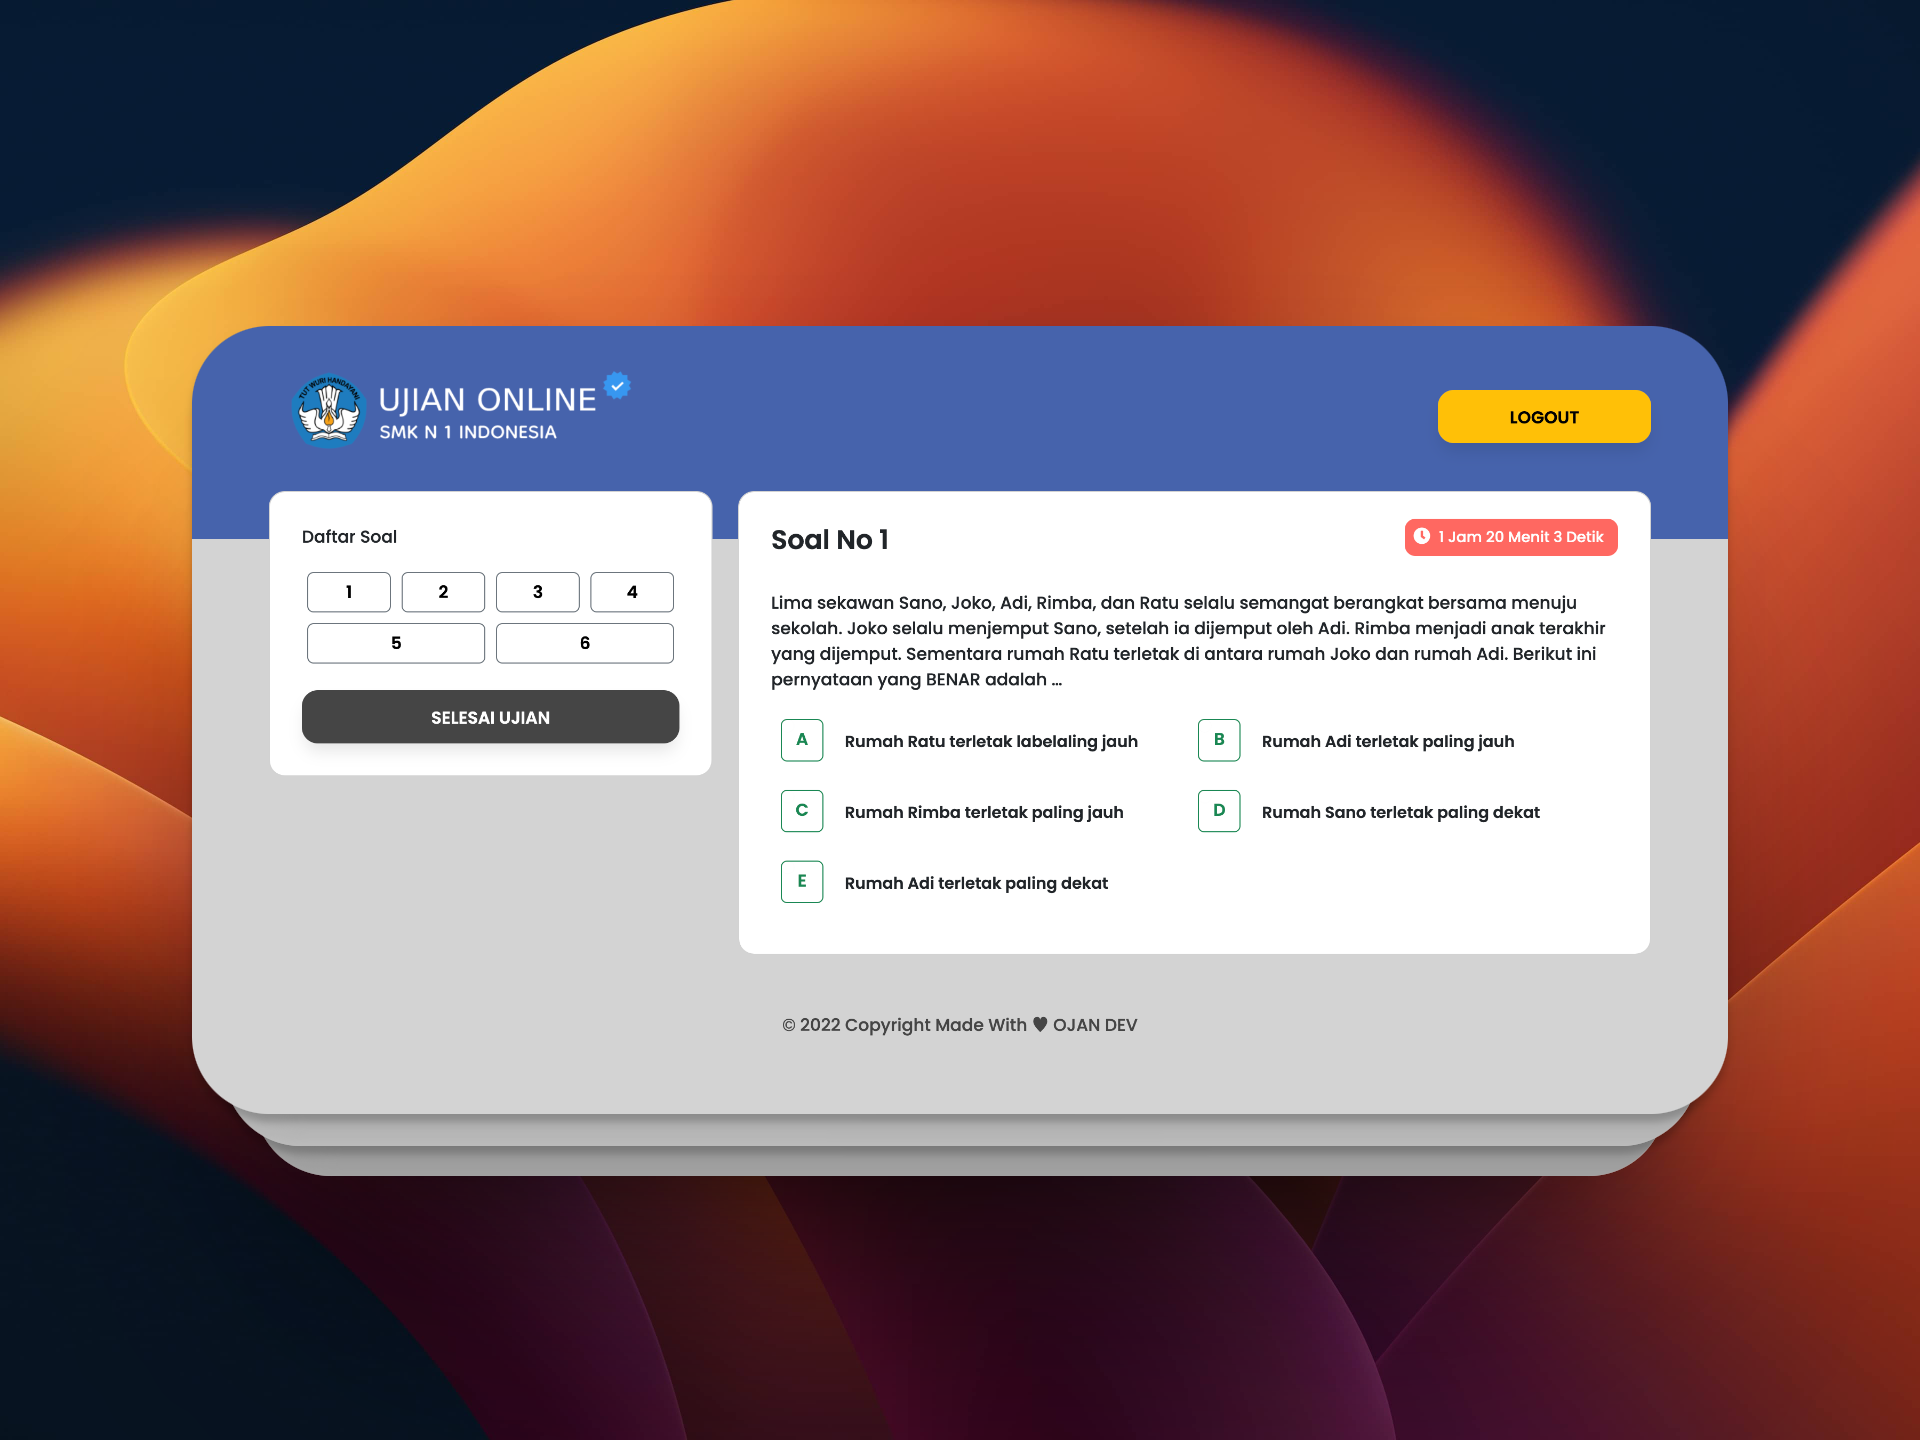 TUT WURI HANDAYANI
UJIAN ONLINE
SMK N 1 INDONESIA
LOGOUT
Daftar Soal
1 2 3 4
5 6
SELESAI UJIAN
Soal No 1
1 Jam 20 Menit 3 Detik
Lima sekawan Sano, Joko, Adi, Rimba, dan Ratu selalu semangat berangkat bersama menuju
sekolah. Joko selalu menjemput Sano, setelah ia dijemput oleh Adi. Rimba menjadi anak terakhir
yang dijemput. Sementara rumah Ratu terletak di antara rumah Joko dan rumah Adi. Berikut ini
pernyataan yang BENAR adalah ...
A Rumah Ratu terletak labelaling jauh
B Rumah Adi terletak paling jauh
C Rumah Rimba terletak paling jauh
D Rumah Sano terletak paling dekat
E Rumah Adi terletak paling dekat
© 2022 Copyright Made With ♥ OJAN DEV